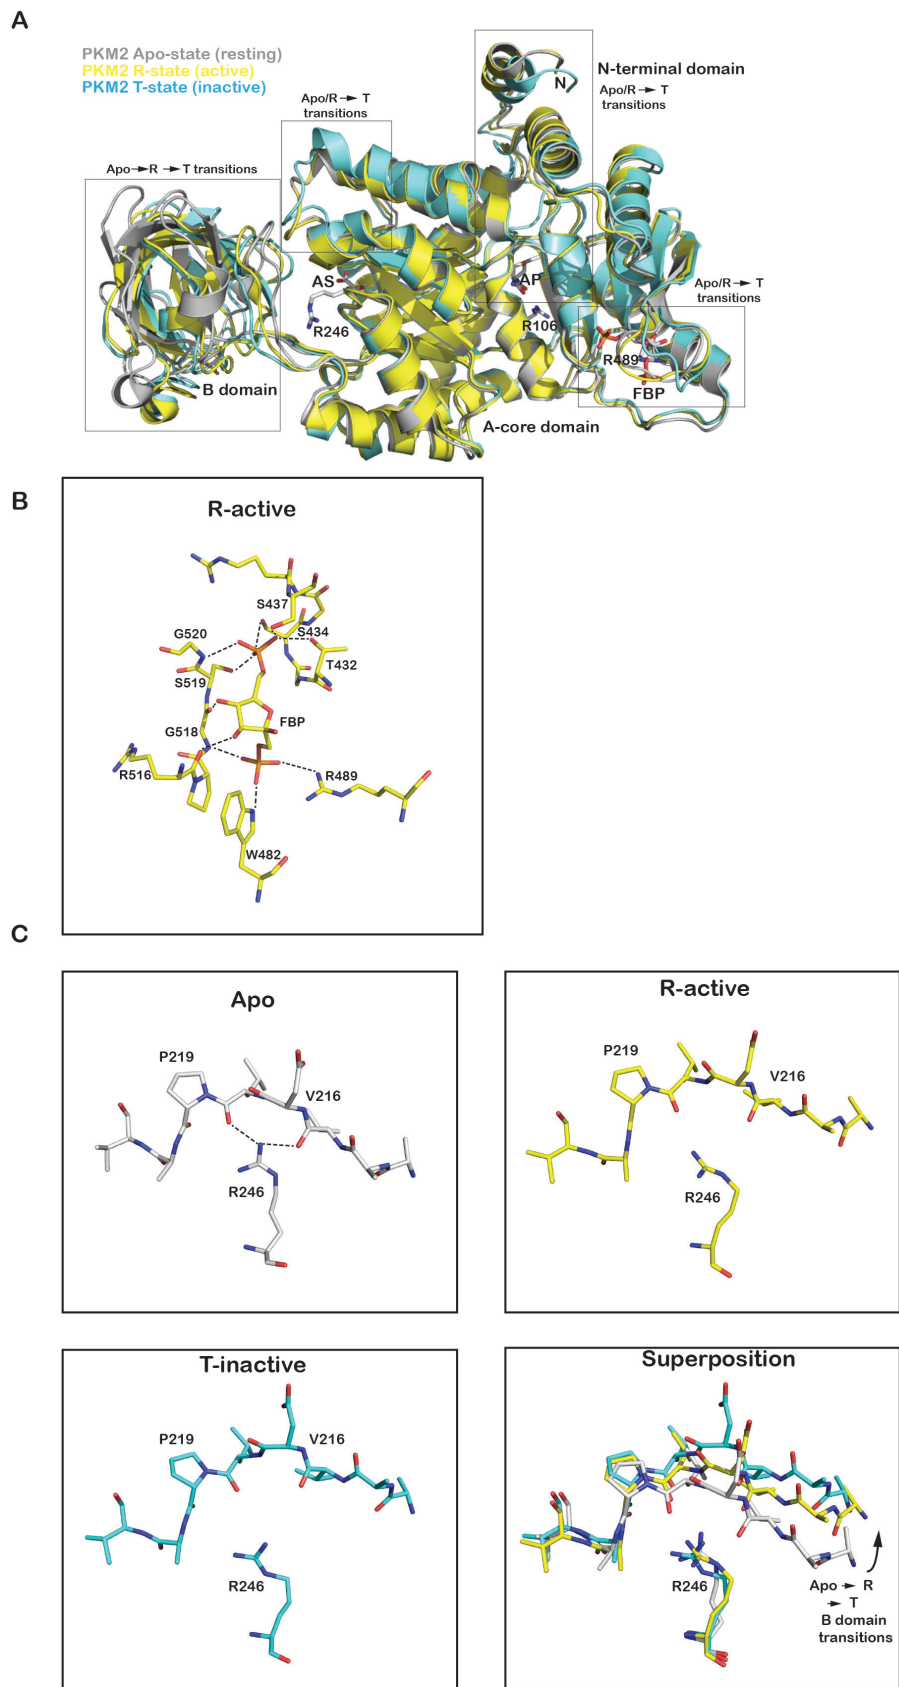 A
PKM2 Apo-state (resting)
PKM2 R-state (active)
PKM2 T-state (inactive)
N-terminal domain
N
Apo/R → T
transitions
Apo/R → T
transitions
Apo → R → T transitions
Apo/R → T
transitions
AS
AP
R246
R106
R489
FBP
B domain
A-core domain
B
R-active
S437
G520
S434
T432
S519
FBP
G518
R516
R489
W482
C
Apo
P219
V216
R246
R-active
P219
V216
R246
T-inactive
P219
V216
R246
Superposition
R246
Apo → R
→ T
B domain
transitions